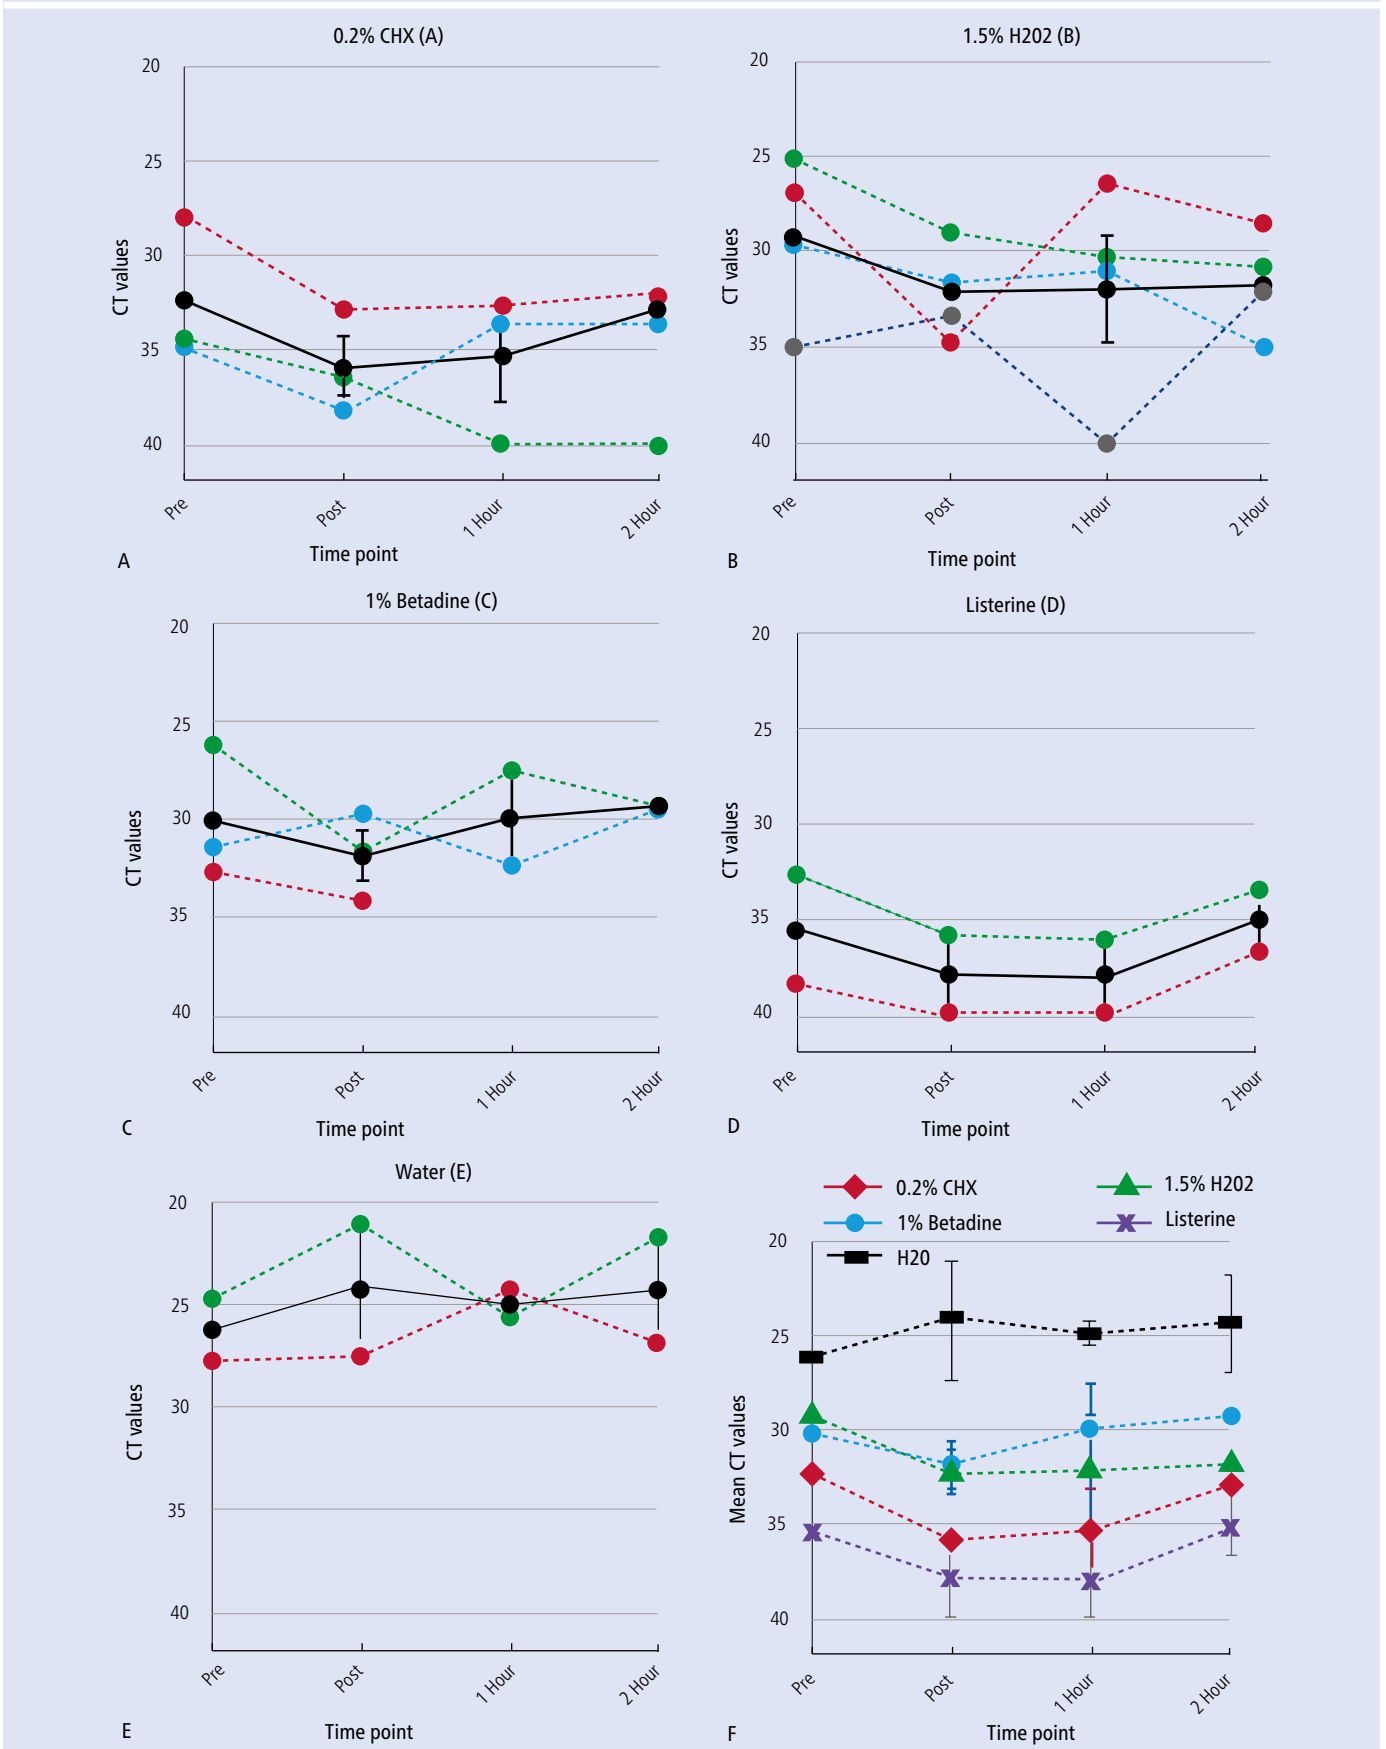 0.2% CHX (A)
20
25
30
35
40
CT values
Pre
Post
1 Hour
2 Hour
Time point
A
1.5% H202 (B)
20
25
30
35
40
CT values
Pre
Post
1 Hour
2 Hour
Time point
B
1% Betadine (C)
20
25
30
35
40
CT values
Pre
Post
1 Hour
2 Hour
Time point
C
Listerine (D)
20
25
30
35
40
CT values
Pre
Post
1 Hour
2 Hour
Time point
D
Water (E)
20
25
30
35
40
CT values
Pre
Post
1 Hour
2 Hour
Time point
E
0.2% CHX
1.5% H202
1% Betadine
Listerine
H20
20
25
30
35
40
Mean CT values
Pre
Post
1 Hour
2 Hour
Time point
F